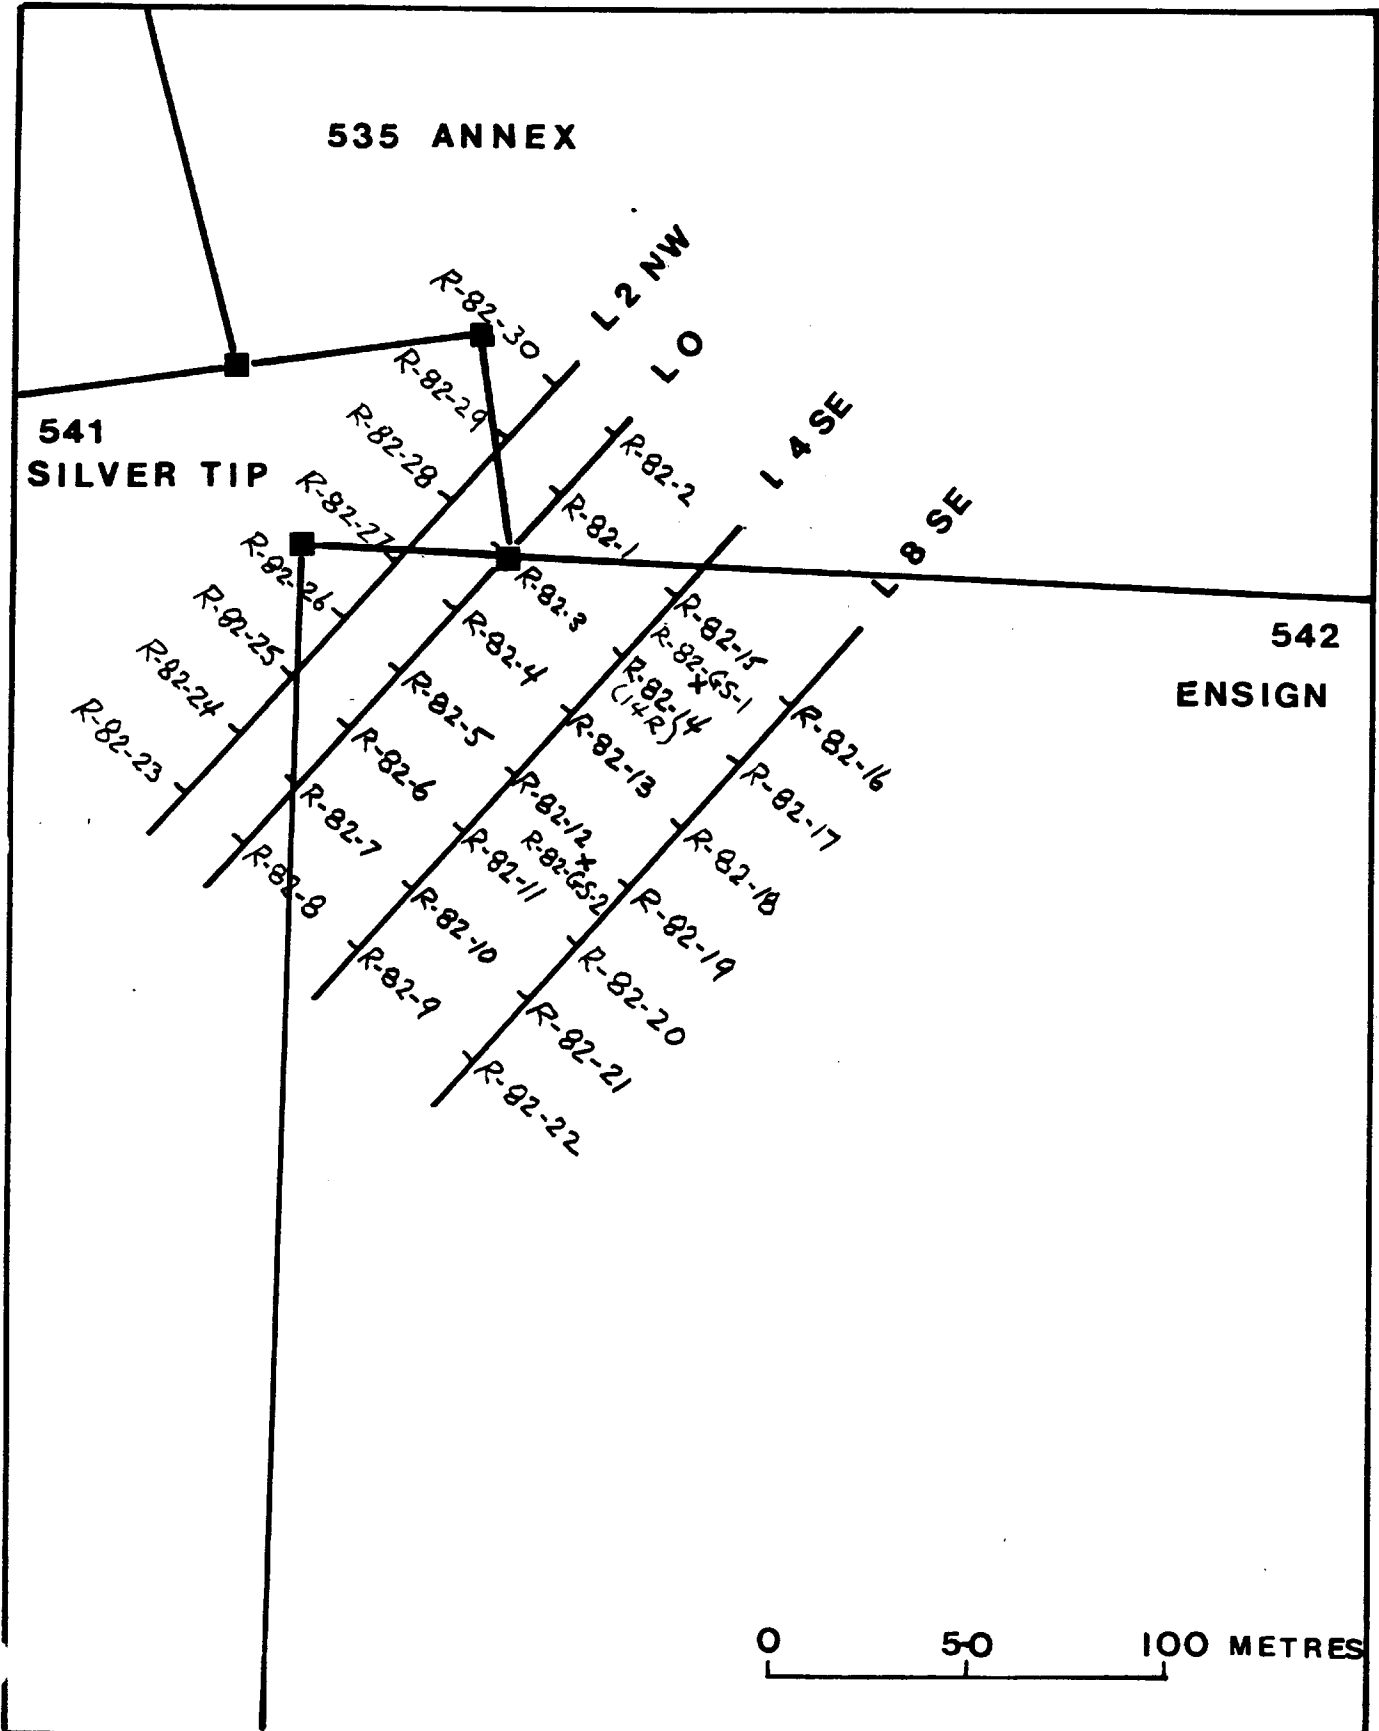 535 ANNEX
L 2 NW
L O
L 4 SE
L 8 SE
541
SILVER TIP
542
ENSIGN
R-82-30
R-82-29
R-82-28
R-82-27
R-82-26
R-82-25
R-82-24
R-82-23
R-82-2
R-82-1
R-82-3
R-82-4
R-82-5
R-82-6
R-82-7
R-82-8
R-82-15
R-82-GS-1
R-82-14
(14R)
R-82-13
R-82-12
R-82-GS-2
R-82-11
R-82-10
R-82-9
R-82-16
R-82-17
R-82-18
R-82-19
R-82-20
R-82-21
R-82-22
0 50 100 METRES